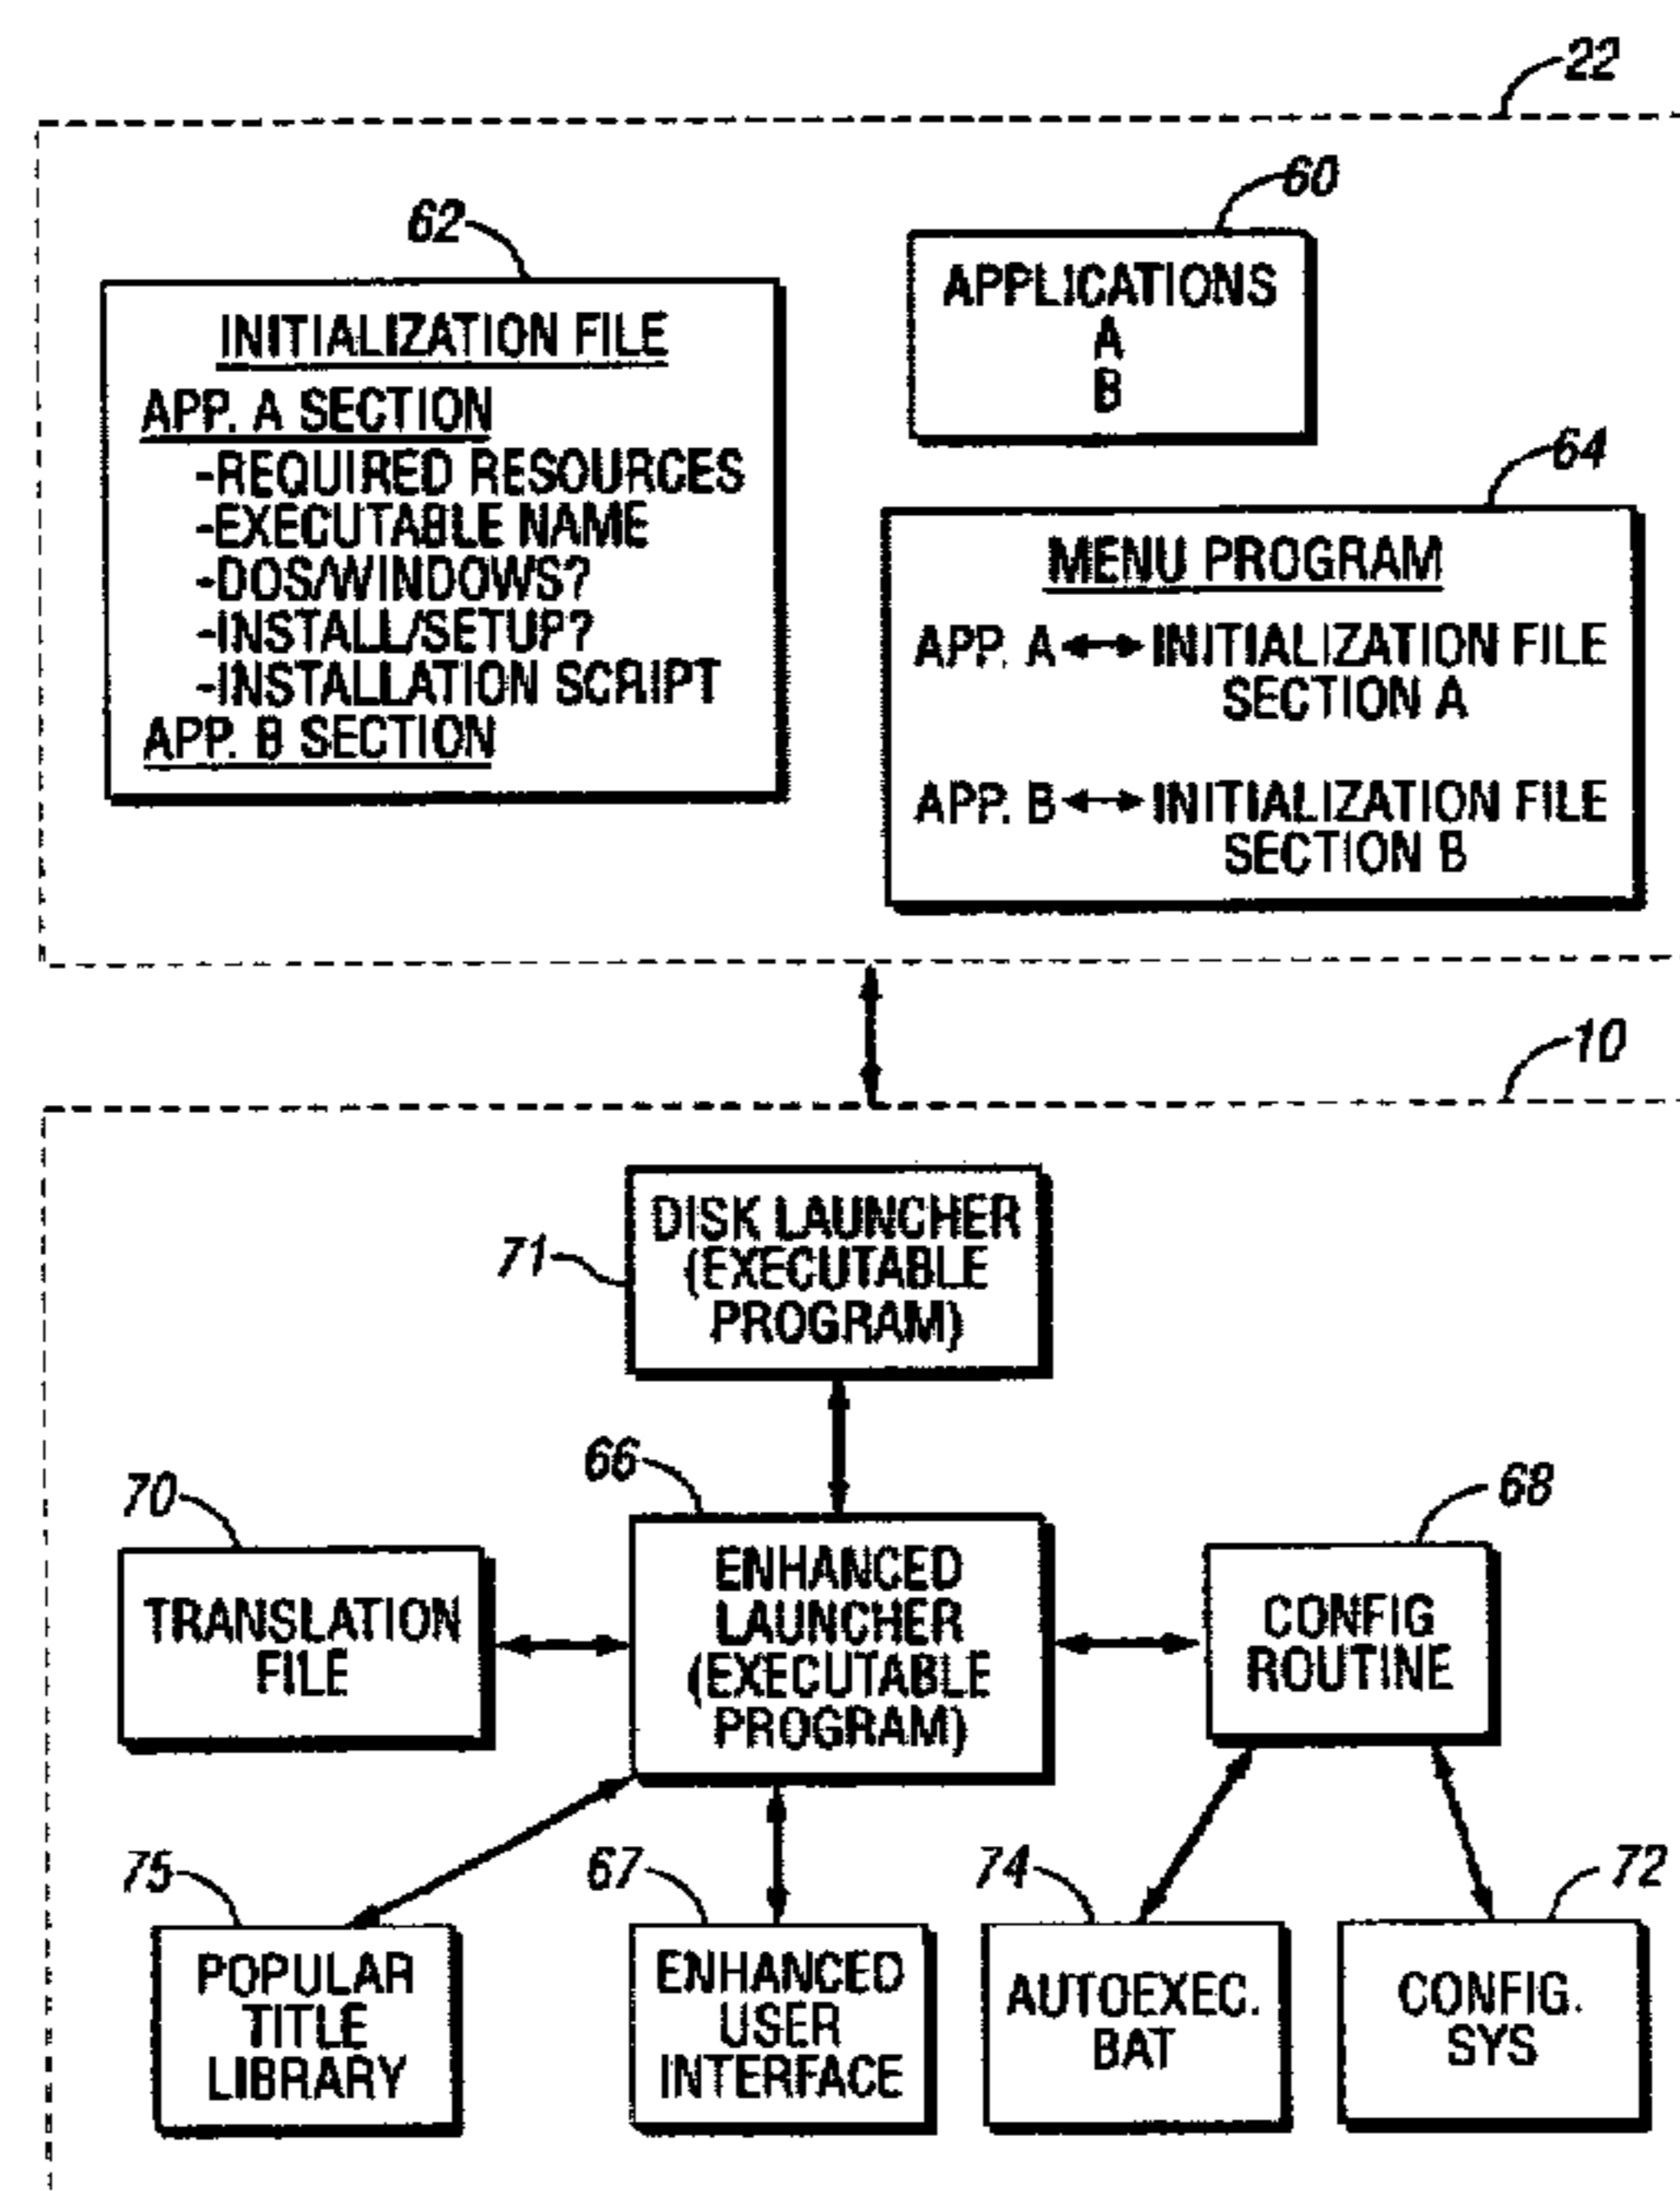 22
60
62
APPLICATIONS
A
B
INITIALIZATION FILE
APP. A SECTION
-REQUIRED RESOURCES
-EXECUTABLE NAME
-DOS/WINDOWS?
-INSTALL/SETUP?
-INSTALLATION SCRIPT
APP. B SECTION
64
MENU PROGRAM
APP. A INITIALIZATION FILE
SECTION A
APP. B INITIALIZATION FILE
SECTION B
10
71
DISK LAUNCHER
(EXECUTABLE
PROGRAM)
70
TRANSLATION
FILE
66
ENHANCED
LAUNCHER
(EXECUTABLE
PROGRAM)
68
CONFIG
ROUTINE
75
POPULAR
TITLE
LIBRARY
67
ENHANCED
USER
INTERFACE
74
AUTOEXEC.
BAT
72
CONFIG.
SYS